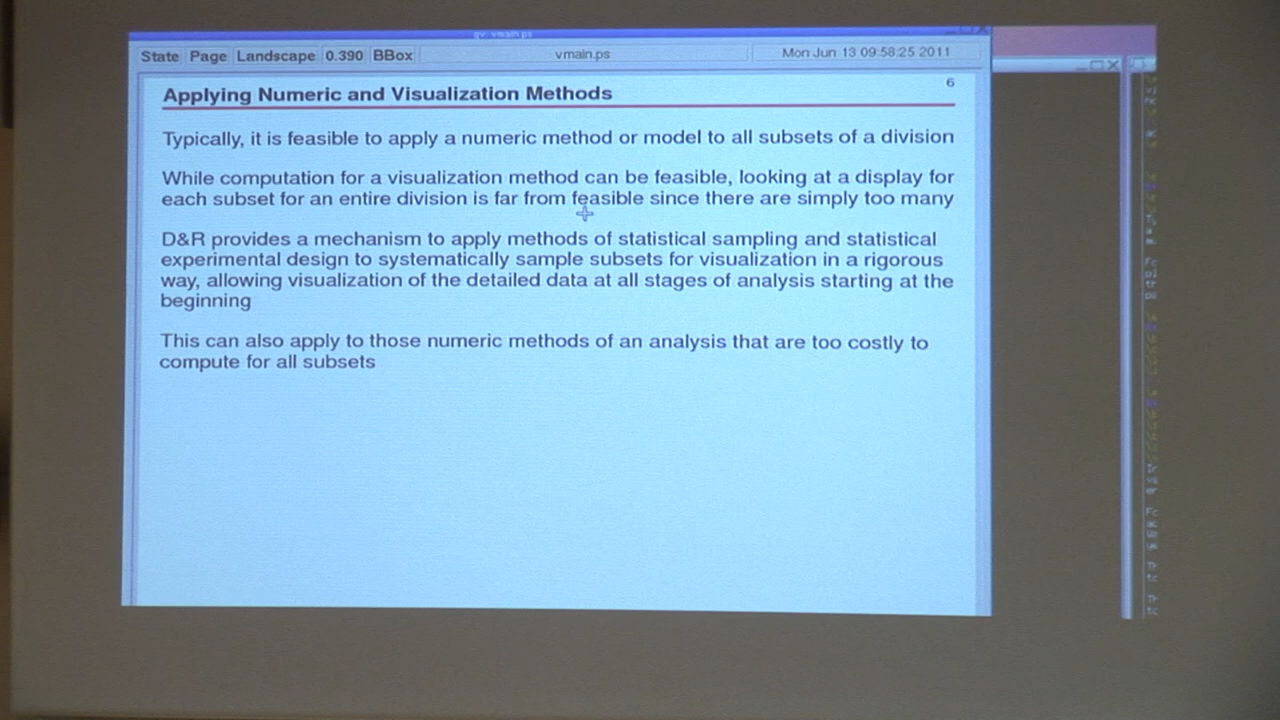 gv: vmain.ps
State Page Landscape 0.390 BBox vmain.ps Mon Jun 13 09:58:25 2011
6
Applying Numeric and Visualization Methods
Typically, it is feasible to apply a numeric method or model to all subsets of a division
While computation for a visualization method can be feasible, looking at a display for
each subset for an entire division is far from feasible since there are simply too many
D&R provides a mechanism to apply methods of statistical sampling and statistical
experimental design to systematically sample subsets for visualization in a rigorous
way, allowing visualization of the detailed data at all stages of analysis starting at the
beginning
This can also apply to those numeric methods of an analysis that are too costly to
compute for all subsets